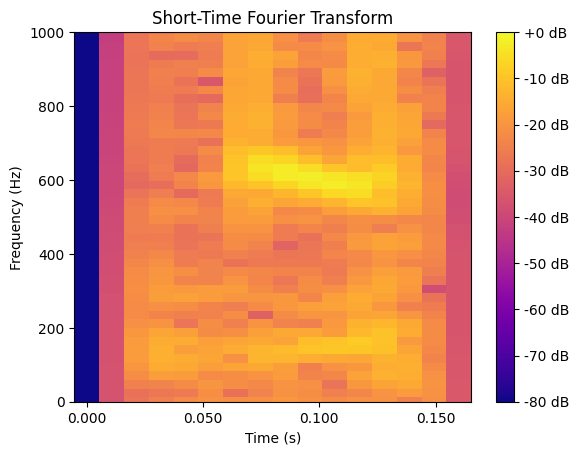 Short-Time Fourier Transform
1000
800
600
400
200
0
Frequency (Hz)
0.000
0.050
0.100
0.150
Time (s)
+0 dB
-10 dB
-20 dB
-30 dB
-40 dB
-50 dB
-60 dB
-70 dB
-80 dB